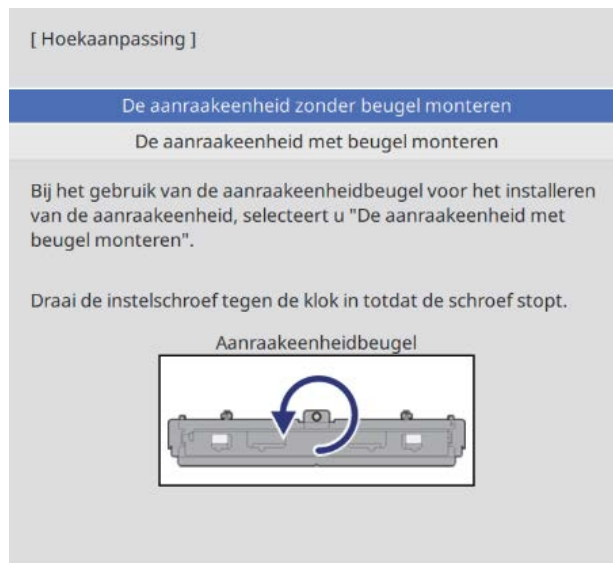 [ Hoekaanpassing ]
De aanraakeenheid zonder beugel monteren
De aanraakeenheid met beugel monteren
Bij het gebruik van de aanraakeenheidbeugel voor het installeren
van de aanraakeenheid, selecteert u "De aanraakeenheid met
beugel monteren".
Draai de instelschroef tegen de klok in totdat de schroef stopt.
Aanraakeenheidbeugel